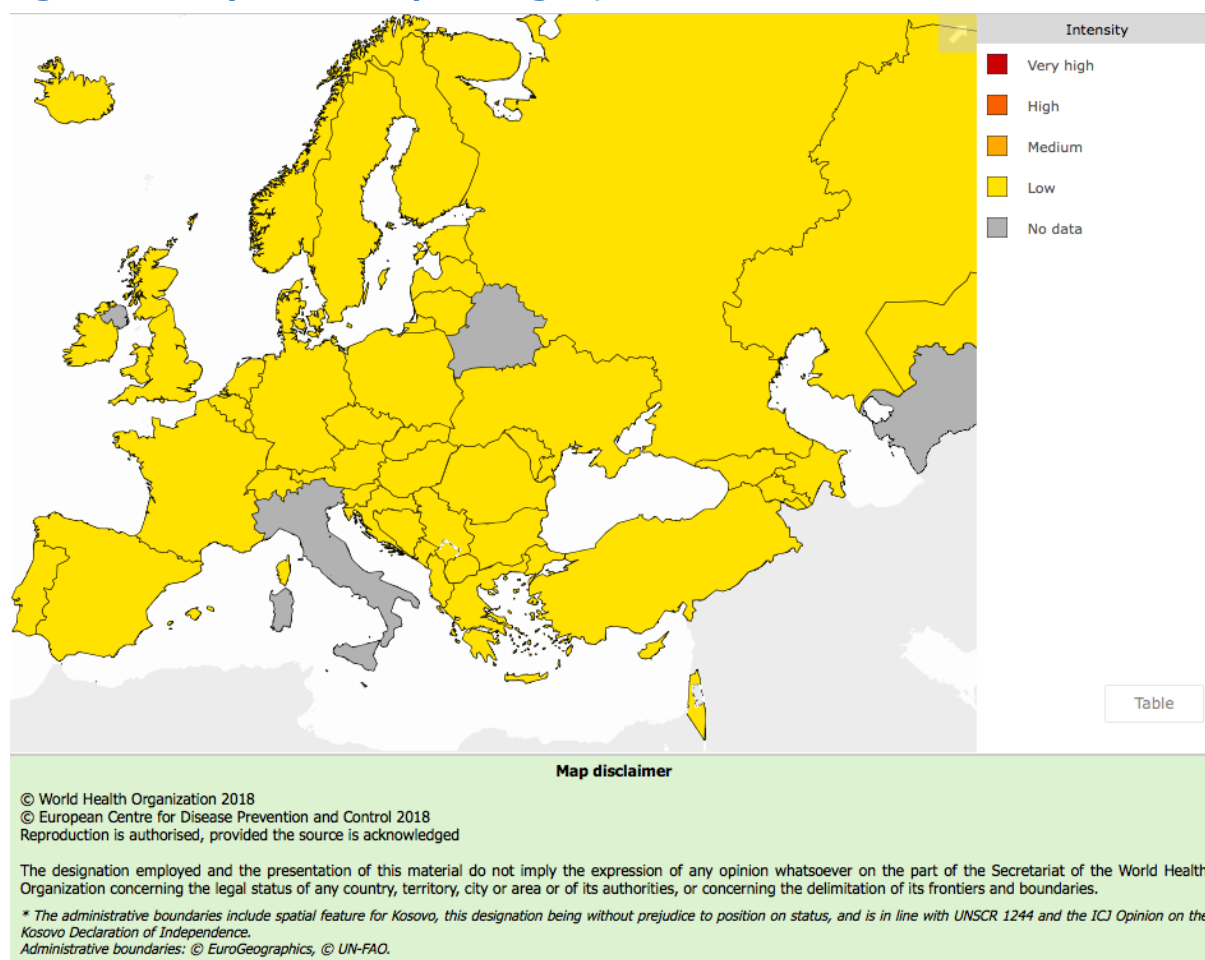 Intensity
Very high
High
Medium
Low
No data
Table
Map disclaimer
© World Health Organization 2018
© European Centre for Disease Prevention and Control 2018
Reproduction is authorised, provided the source is acknowledged
The designation employed and the presentation of this material do not imply the expression of any opinion whatsoever on the part of the Secretariat of the World Health
Organization concerning the legal status of any country, territory, city or area or of its authorities, or concerning the delimitation of its frontiers and boundaries.
* The administrative boundaries include spatial feature for Kosovo, this designation being without prejudice to position on status, and is in line with UNSCR 1244 and the ICJ Opinion on the
Kosovo Declaration of Independence.
Administrative boundaries: © EuroGeographics, © UN-FAO.